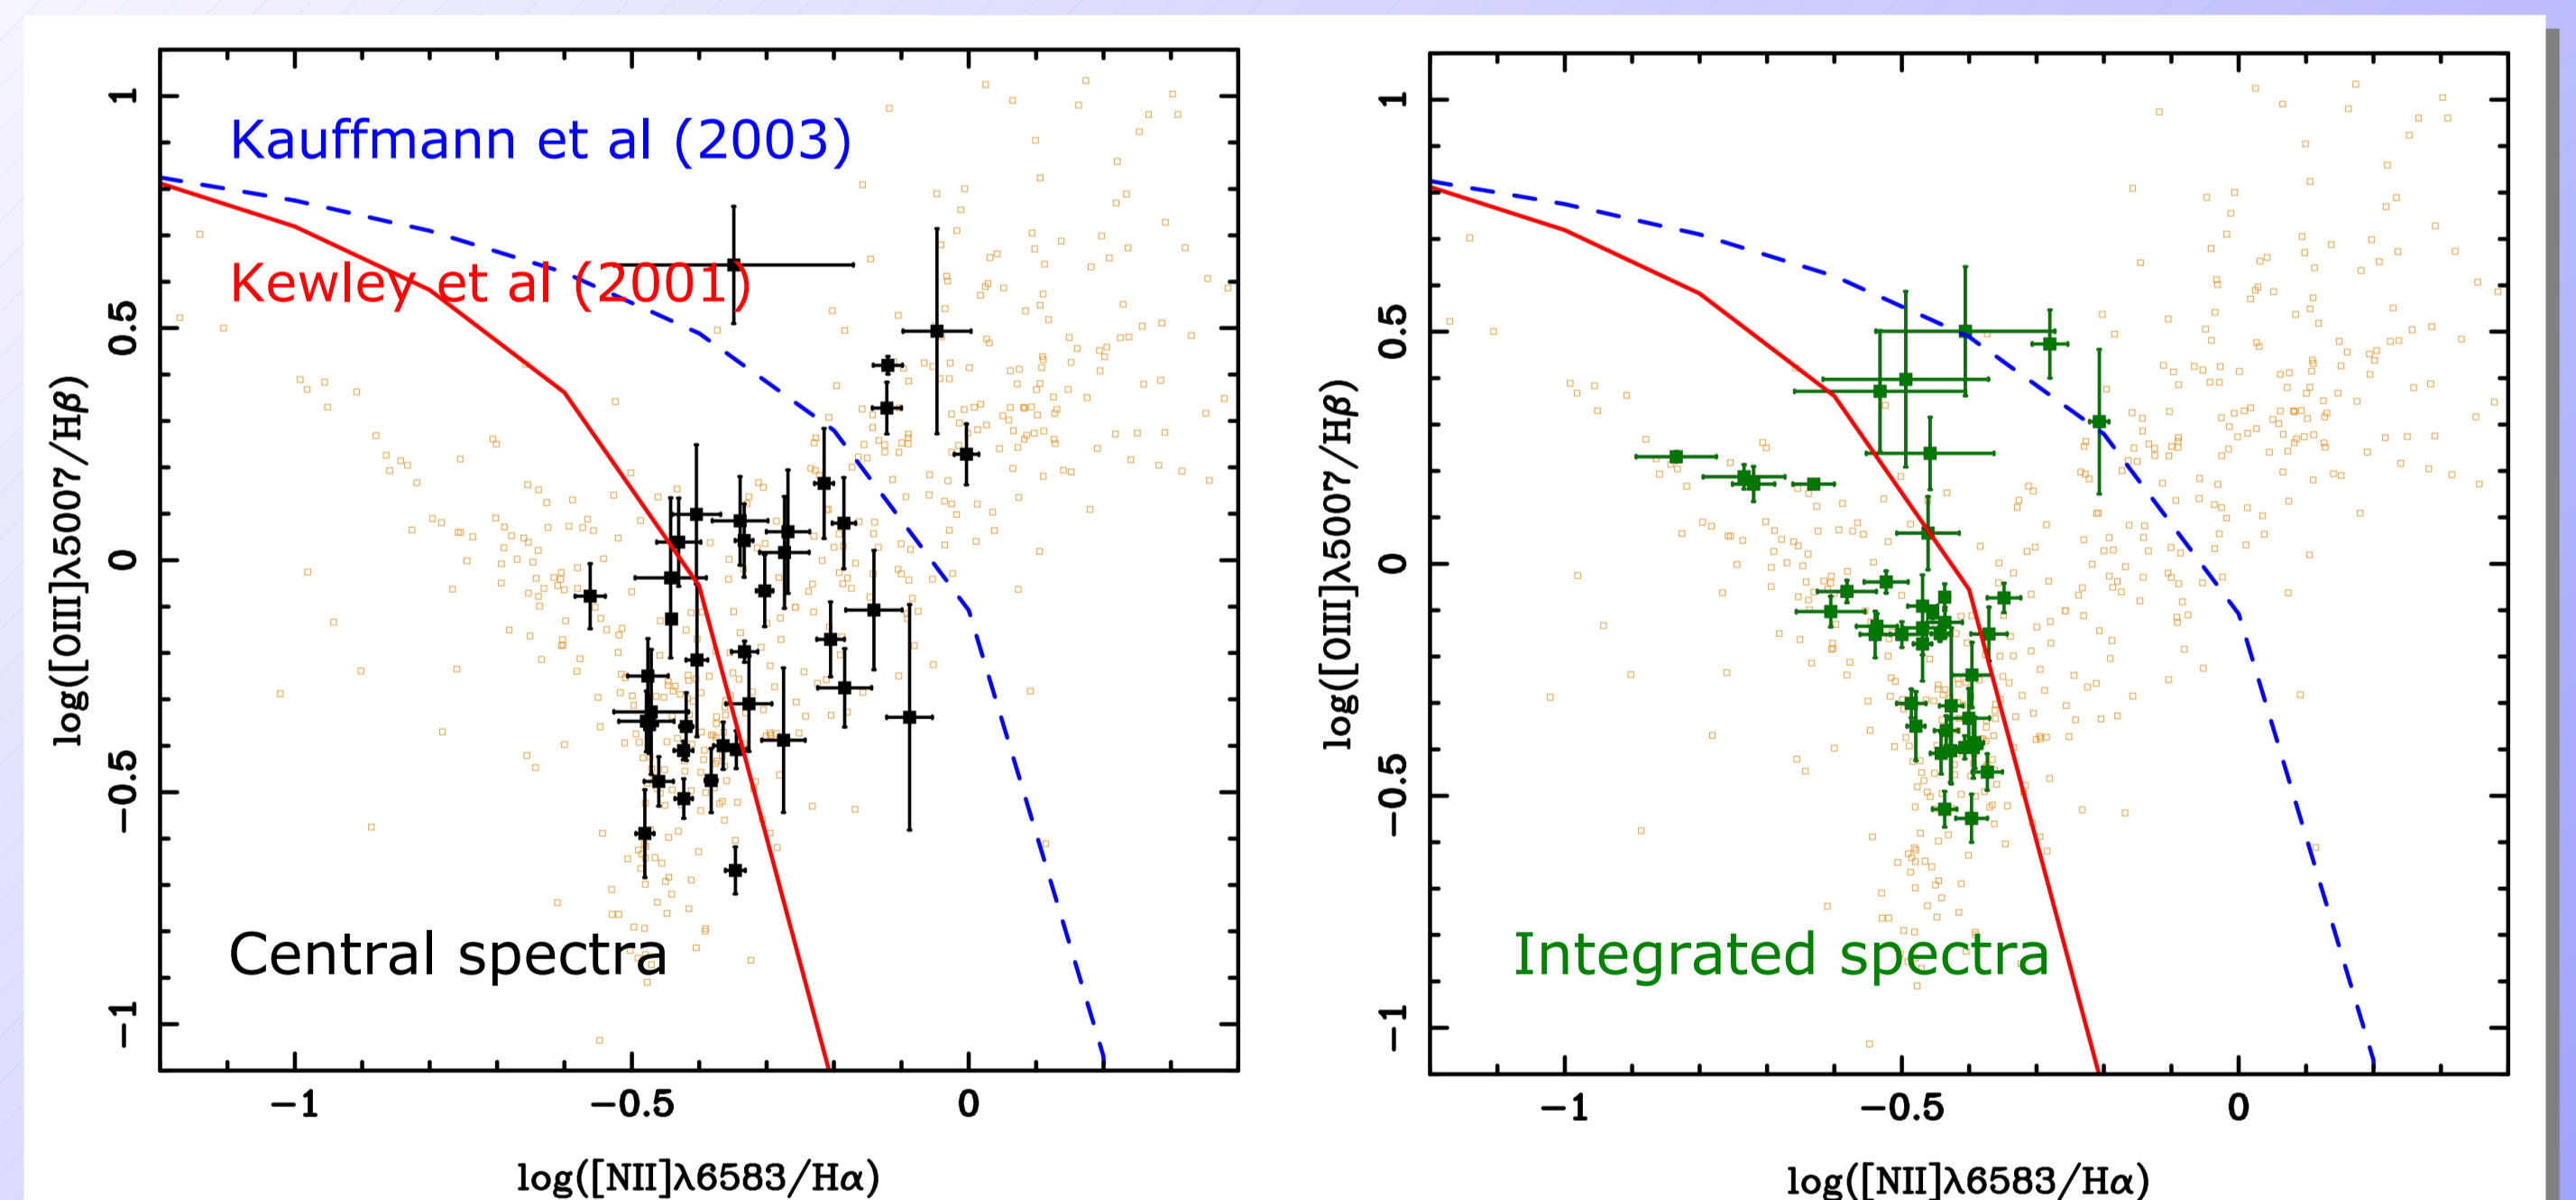 Kauffmann et al (2003)
Kewley et al (2001)
Central spectra
1
0.5
0
−0.5
−1
log([OIII]λ5007/Hβ)
−1
−0.5
0
log([NII]λ6583/Hα)
Integrated spectra
1
0.5
0
−0.5
−1
log([OIII]λ5007/Hβ)
−1
−0.5
0
log([NII]λ6583/Hα)